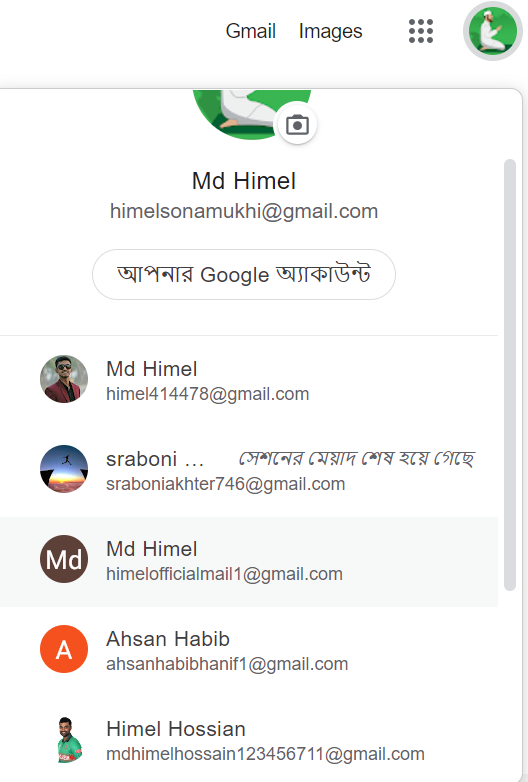 Gmail Images
Md Himel
himelsonamukhi@gmail.com
আপনার Google অ্যাকাউন্ট
Md Himel
himel414478@gmail.com
sraboni ... সেশনের মেয়াদ শেষ হয়ে গেছে
sraboniakhter746@gmail.com
Md
Md Himel
himelofficialmail1@gmail.com
A
Ahsan Habib
ahsanhabibhanif1@gmail.com
Himel Hossian
mdhimelhossain123456711@gmail.com